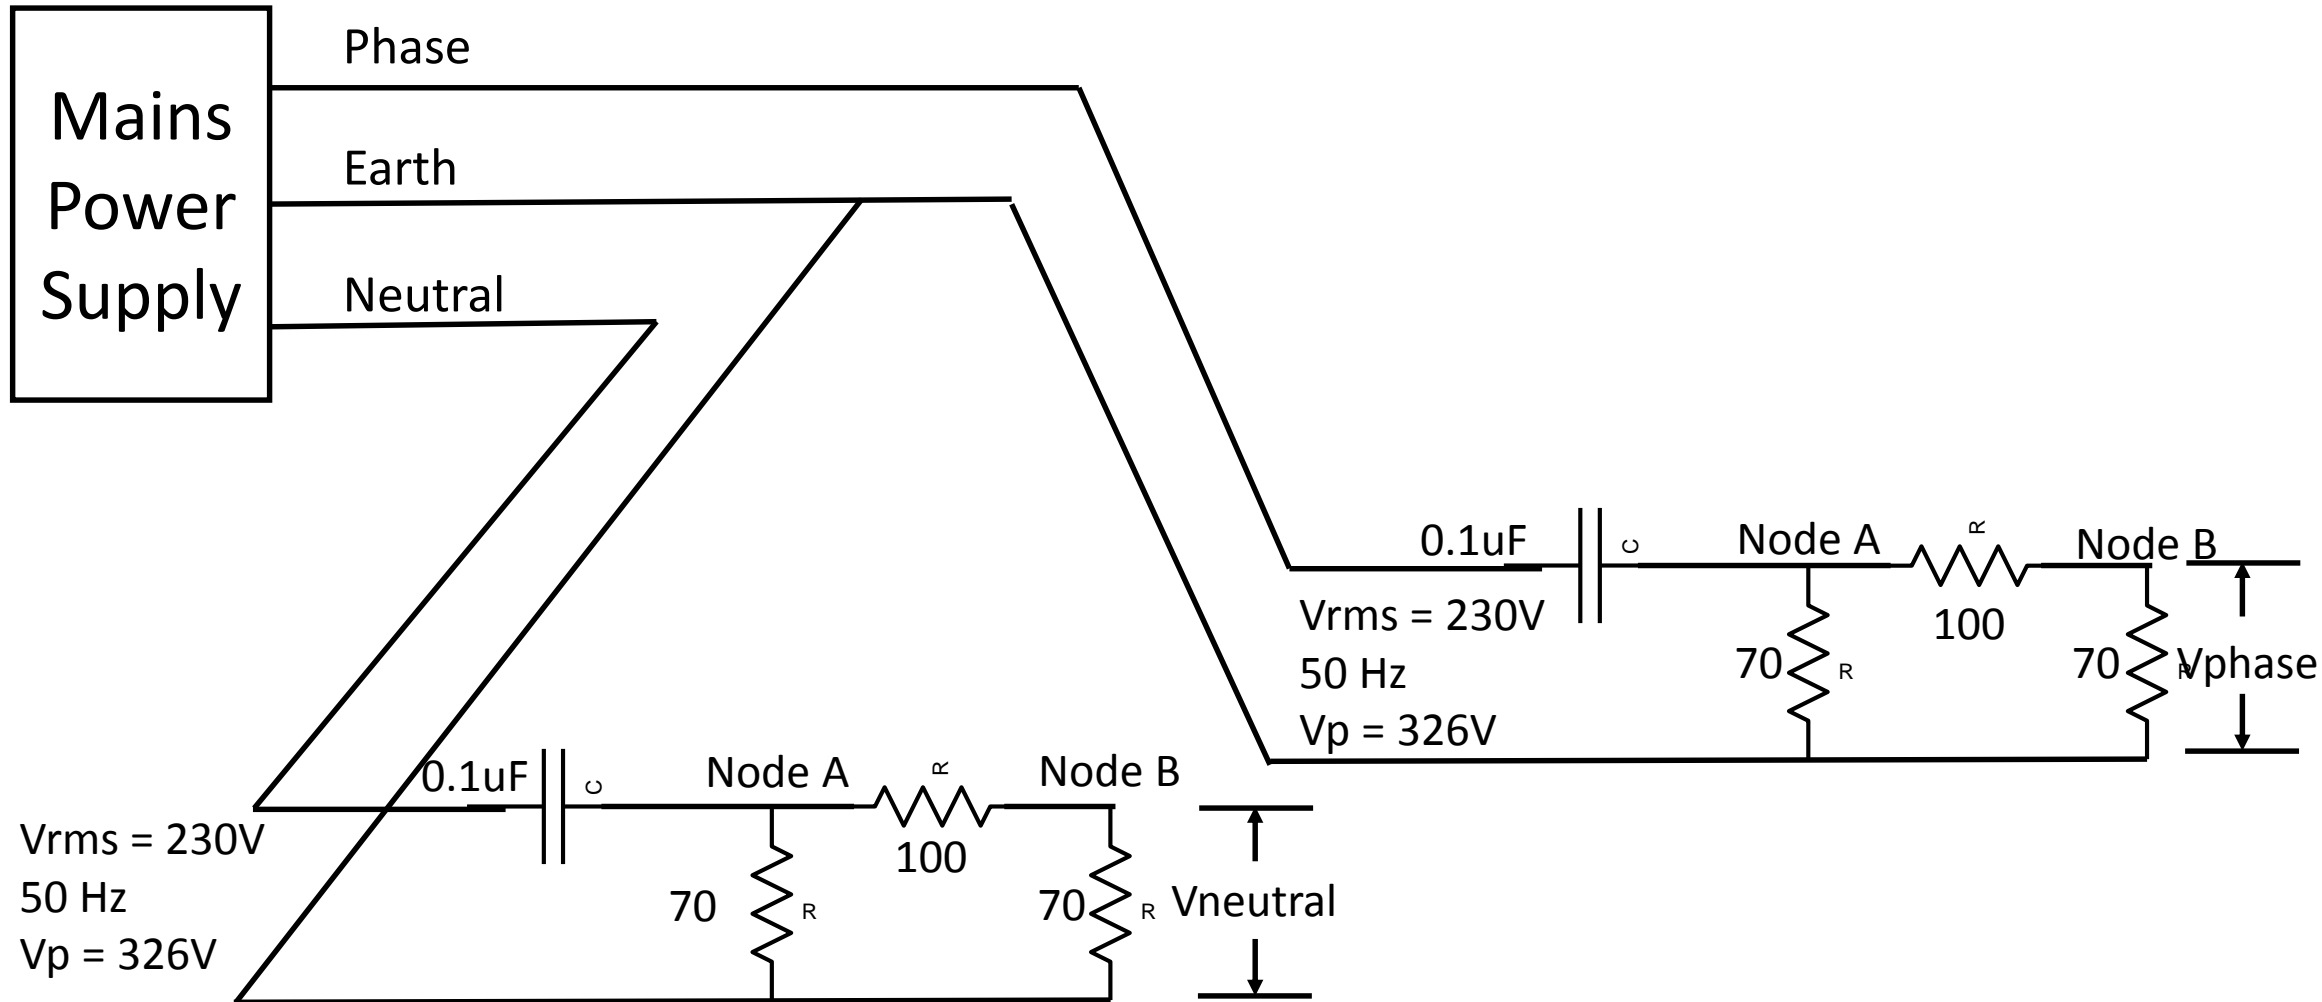 Mains
Power
Supply
Phase
Earth
Neutral
0.1uF
C
Node A
R
Node B
Vrms = 230V
50 Hz
Vp = 326V
100
70
R
70
R
Vphase
0.1uF
C
Node A
R
Node B
Vrms = 230V
50 Hz
Vp = 326V
100
70
R
70
R
Vneutral